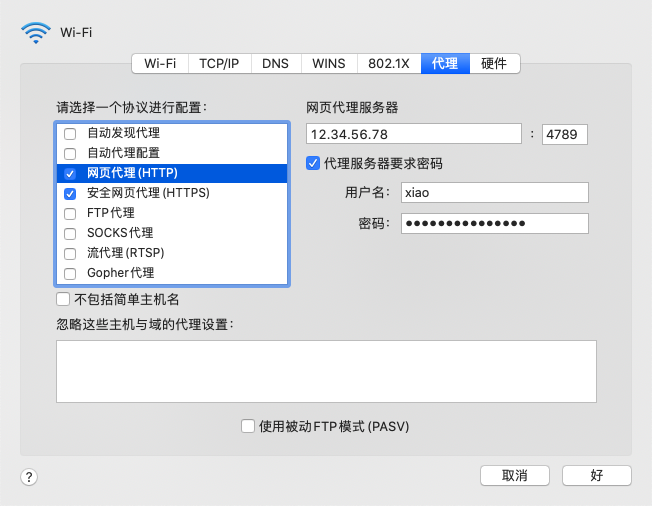 Wi-Fi
Wi-Fi TCP/IP DNS WINS 802.1X 代理 硬件
请选择一个协议进行配置：
自动发现代理
自动代理配置
网页代理(HTTP)
安全网页代理(HTTPS)
FTP代理
SOCKS代理
流代理(RTSP)
Gopher代理
不包括简单主机名
网页代理服务器
12.34.56.78 : 4789
代理服务器要求密码
用户名： xiao
密码： ●●●●●●●●●●●●●●●
忽略这些主机与域的代理设置：
使用被动FTP模式(PASV)
? 取消 好